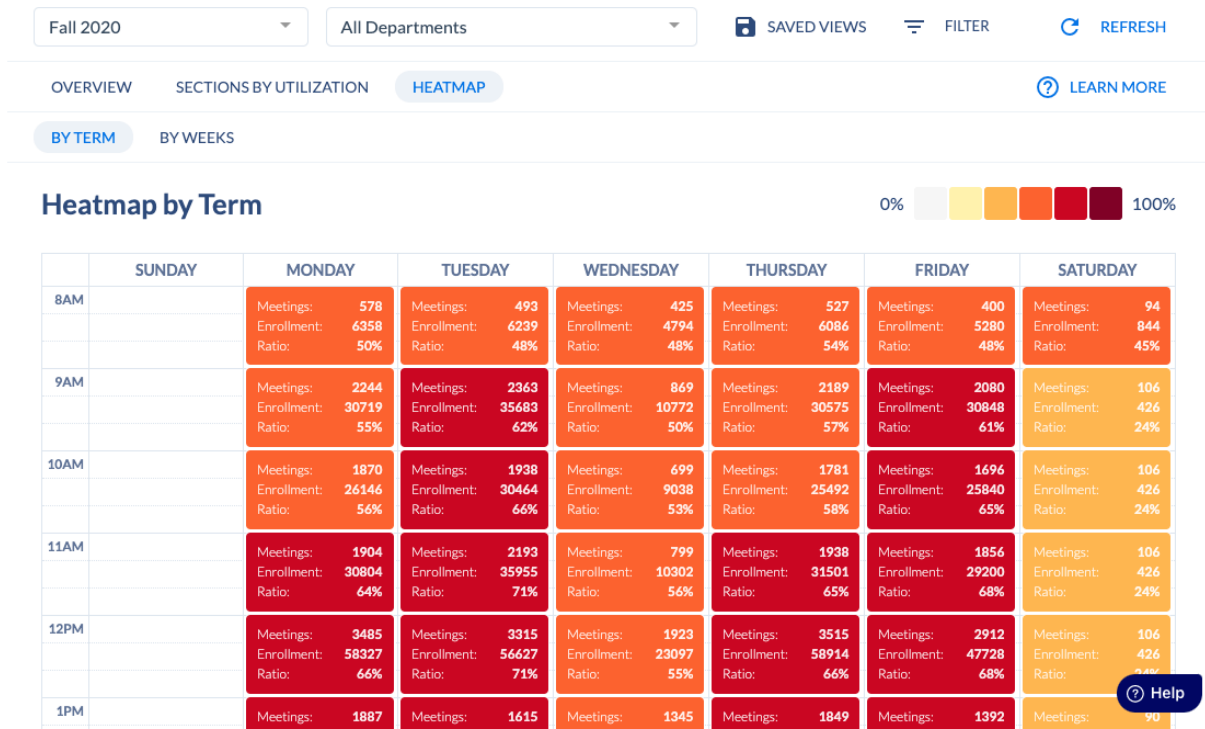 Fall 2020 All Departments SAVED VIEWS FILTER REFRESH
OVERVIEW SECTIONS BY UTILIZATION HEATMAP LEARN MORE
BY TERM BY WEEKS
Heatmap by Term 0% 100%
SUNDAY MONDAY TUESDAY WEDNESDAY THURSDAY FRIDAY SATURDAY
8AM
Meetings: 578 Meetings: 493 Meetings: 425 Meetings: 527 Meetings: 400 Meetings: 94
Enrollment: 6358 Enrollment: 6239 Enrollment: 4794 Enrollment: 6086 Enrollment: 5280 Enrollment: 844
Ratio: 50% Ratio: 48% Ratio: 48% Ratio: 54% Ratio: 48% Ratio: 45%
9AM
Meetings: 2244 Meetings: 2363 Meetings: 869 Meetings: 2189 Meetings: 2080 Meetings: 106
Enrollment: 30719 Enrollment: 35683 Enrollment: 10772 Enrollment: 30575 Enrollment: 30848 Enrollment: 426
Ratio: 55% Ratio: 62% Ratio: 50% Ratio: 57% Ratio: 61% Ratio: 24%
10AM
Meetings: 1870 Meetings: 1938 Meetings: 699 Meetings: 1781 Meetings: 1696 Meetings: 106
Enrollment: 26146 Enrollment: 30464 Enrollment: 9038 Enrollment: 25492 Enrollment: 25840 Enrollment: 426
Ratio: 56% Ratio: 66% Ratio: 53% Ratio: 58% Ratio: 65% Ratio: 24%
11AM
Meetings: 1904 Meetings: 2193 Meetings: 799 Meetings: 1938 Meetings: 1856 Meetings: 106
Enrollment: 30804 Enrollment: 35955 Enrollment: 10302 Enrollment: 31501 Enrollment: 29200 Enrollment: 426
Ratio: 64% Ratio: 71% Ratio: 56% Ratio: 65% Ratio: 68% Ratio: 24%
12PM
Meetings: 3485 Meetings: 3315 Meetings: 1923 Meetings: 3515 Meetings: 2912 Meetings: 106
Enrollment: 58327 Enrollment: 56627 Enrollment: 23097 Enrollment: 58914 Enrollment: 47728 Enrollment: 426
Ratio: 66% Ratio: 71% Ratio: 55% Ratio: 66% Ratio: 68% Ratio:
Help
1PM
Meetings: 1887 Meetings: 1615 Meetings: 1345 Meetings: 1849 Meetings: 1392 Meetings: 90